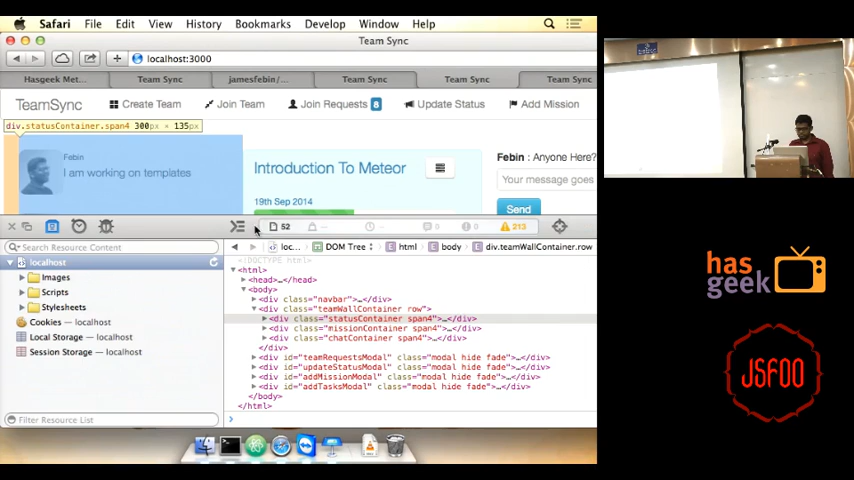 Safari File Edit View History Bookmarks Develop Window Help
Team Sync
localhost:3000
Hasgeek Met... Team Sync jamesfebin/... Team Sync Team Sync Team Sync
TeamSync Create Team Join Team Join Requests 8 Update Status Add Mission
div.statusContainer.span4 300px × 135px
Febin
I am working on templates
Introduction To Meteor
19th Sep 2014
Febin : Anyone Here?
Your message goes
Send
52 213
Search Resource Content
loc... DOM Tree html body div.teamWallContainer.row
localhost
Images
Scripts
Stylesheets
Cookies — localhost
Local Storage — localhost
Session Storage — localhost
Filter Resource List
<!DOCTYPE html>
<html>
<head>…</head>
<body>
<div class="navbar">…</div>
<div class="teamWallContainer row">
<div class="statusContainer span4">…</div>
<div class="missionContainer span4">…</div>
<div class="chatContainer span4">…</div>
</div>
<div id="teamRequestsModal" class="modal hide fade">…</div>
<div id="updateStatusModal" class="modal hide fade">…</div>
<div id="addMissionModal" class="modal hide fade">…</div>
<div id="addTasksModal" class="modal hide fade">…</div>
</body>
</html>
has
geek
JSFOO